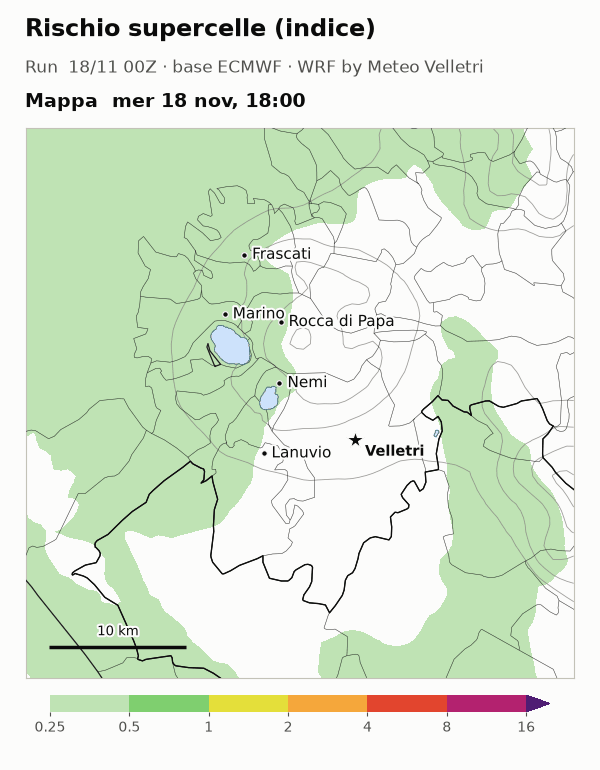 Rischio supercelle (indice)
Run  18/11 00Z · base ECMWF · WRF by Meteo Velletri
Mappa  mer 18 nov, 18:00
Frascati
Marino
Rocca di Papa
Nemi
Velletri
Lanuvio
10 km
0.25 0.5 1 2 4 8 16